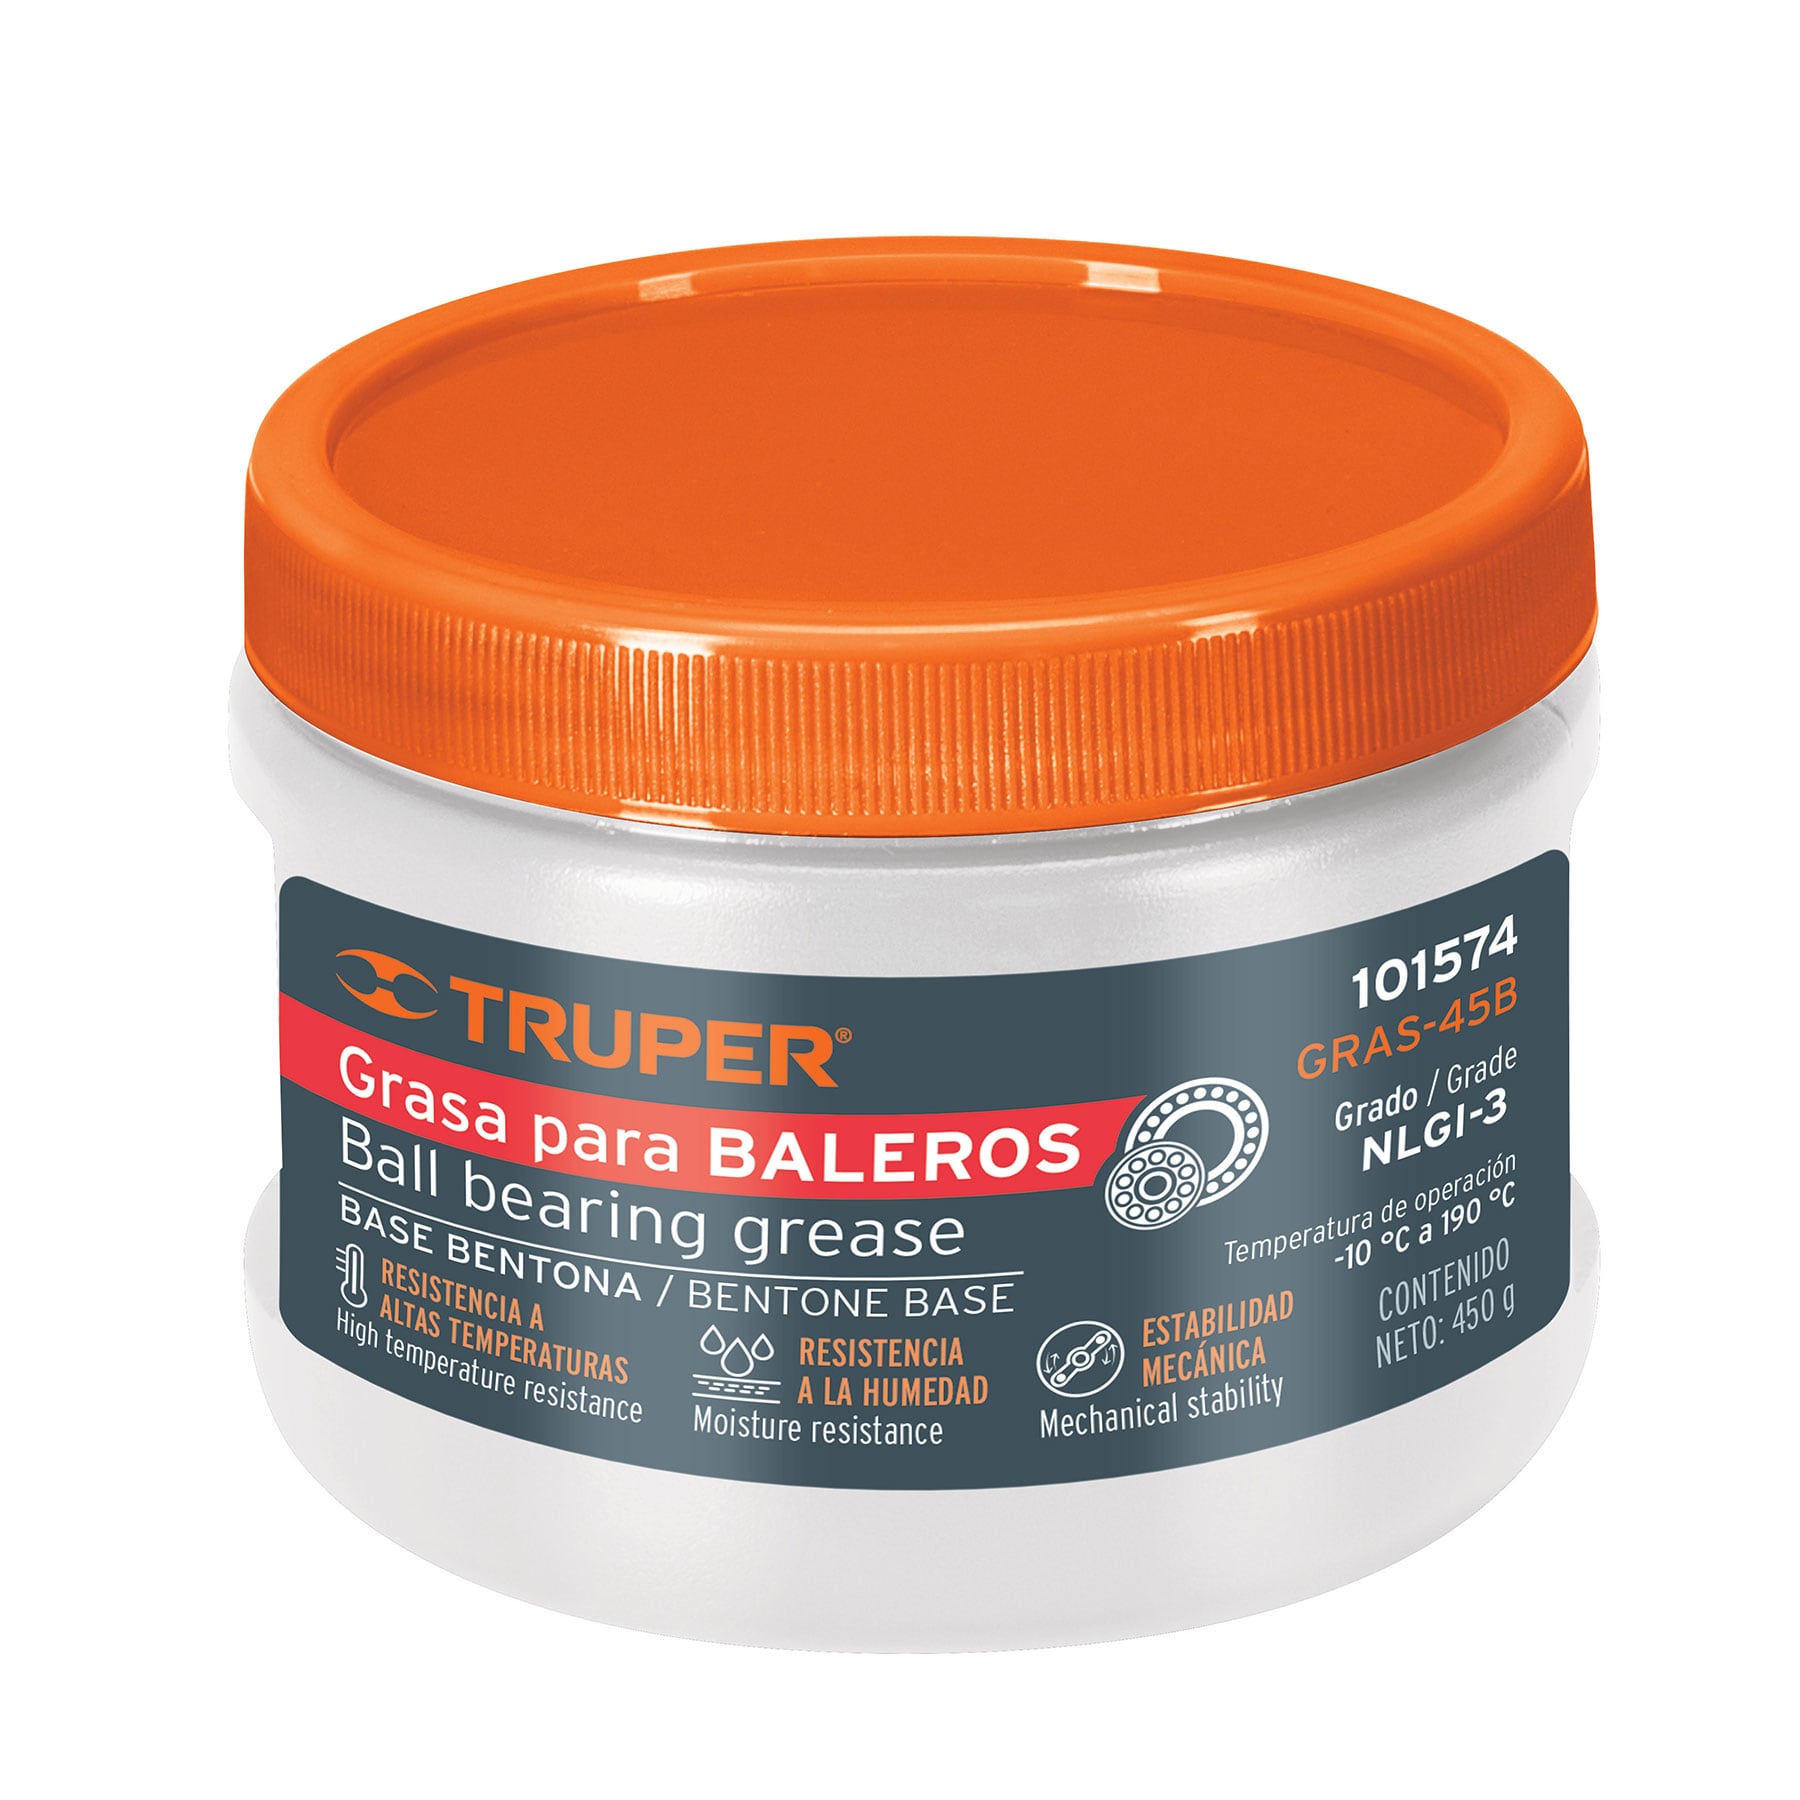 TRUPER®
Grasa para BALEROS
Ball bearing grease
BASE BENTONA / BENTONE BASE
RESISTENCIA A
ALTAS TEMPERATURAS
High temperature resistance
RESISTENCIA
A LA HUMEDAD
Moisture resistance
ESTABILIDAD
MECÁNICA
Mechanical stability
101574
GRAS-45B
Grado / Grade
NLGI-3
Temperatura de operación
-10 °C a 190 °C
CONTENIDO
NETO: 450 g